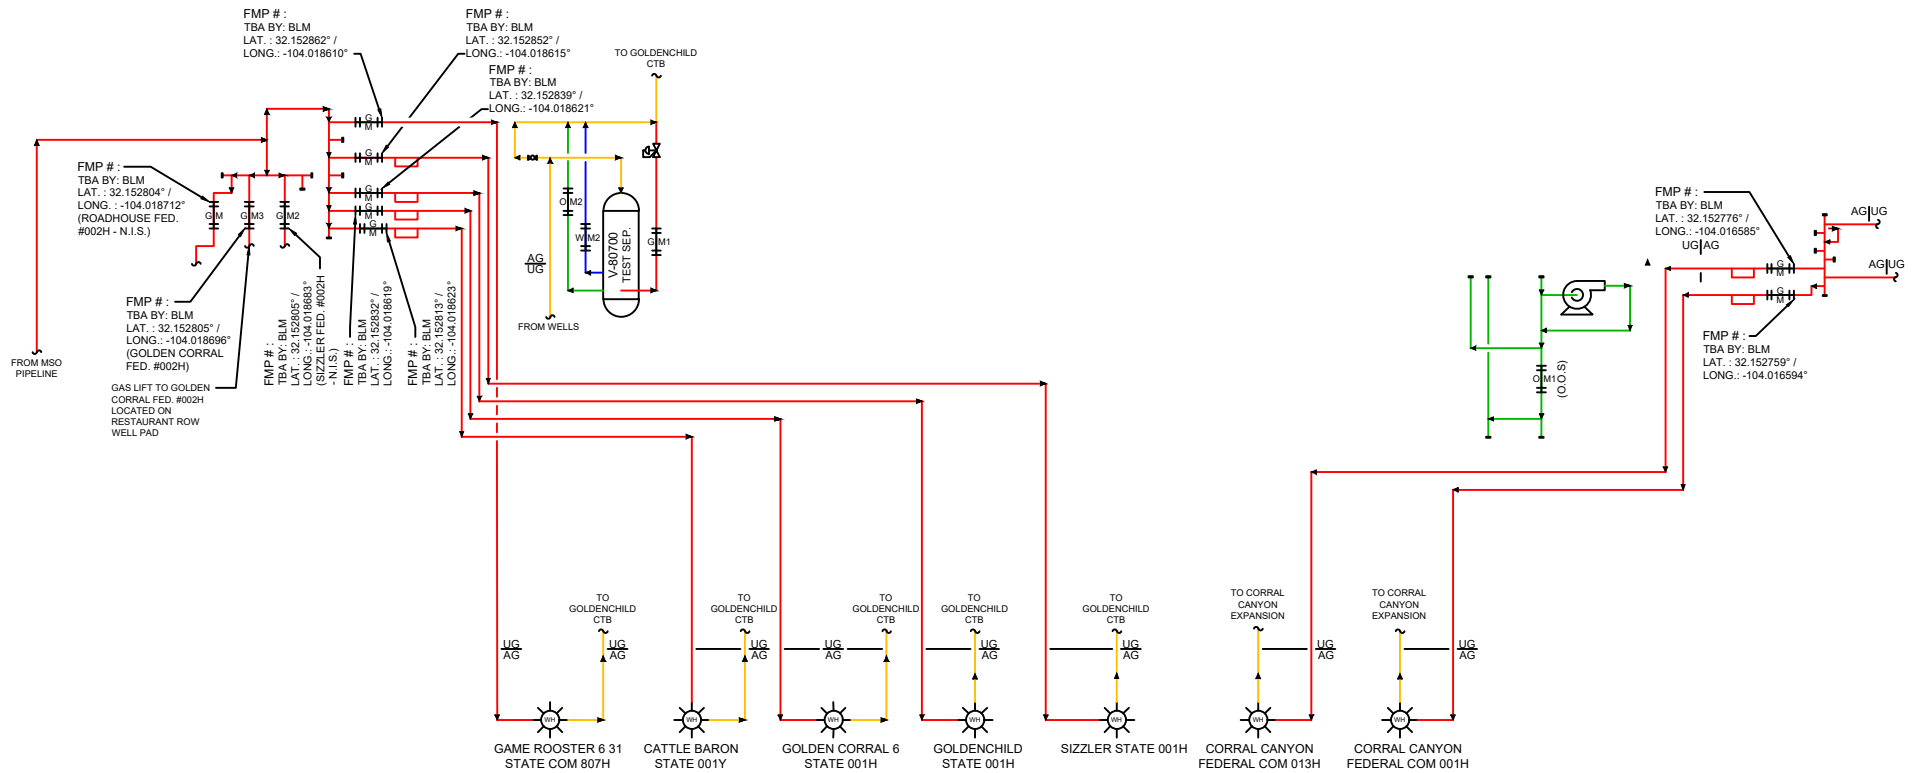 FMP # :
TBA BY: BLM
LAT. : 32.152862° /
LONG.: -104.018610°
FMP # :
TBA BY: BLM
LAT. : 32.152852° /
LONG.: -104.018615°
FMP # :
TBA BY: BLM
LAT. : 32.152839° /
LONG.: -104.018621°
TO GOLDENCHILD
CTB
FMP # :
TBA BY: BLM
LAT. : 32.152804° /
LONG. : -104.018712°
(ROADHOUSE FED.
#002H - N.I.S.)
G M
G M
G M
G M
G M
G M
G M3
G M2
FMP # :
TBA BY: BLM
LAT. : 32.152805° /
LONG.: -104.018696°
(GOLDEN CORRAL
FED. #002H)
FROM MSO
PIPELINE
GAS LIFT TO GOLDEN
CORRAL FED. #002H
LOCATED ON
RESTAURANT ROW
WELL PAD
FMP # :
TBA BY: BLM
LAT. : 32.152805° /
LONG.: -104.018683°
(SIZZLER FED. #002H
- N.I.S.)
FMP # :
TBA BY: BLM
LAT. : 32.152832° /
LONG.: -104.018619°
FMP # :
TBA BY: BLM
LAT. : 32.152813° /
LONG.: -104.018623°
O M2
W M2
G M1
V-80700
TEST SEP.
AG
UG
FROM WELLS
O M1
(O.O.S)
FMP # :
TBA BY: BLM
LAT. : 32.152776° /
LONG.: -104.016585°
UG|AG
AG|UG
AG|UG
G M
G M
FMP # :
TBA BY: BLM
LAT. : 32.152759° /
LONG.: -104.016594°
TO
GOLDENCHILD
CTB
TO
GOLDENCHILD
CTB
TO
GOLDENCHILD
CTB
TO
GOLDENCHILD
CTB
TO
GOLDENCHILD
CTB
TO CORRAL
CANYON
EXPANSION
TO CORRAL
CANYON
EXPANSION
UG
AG
UG
AG
UG
AG
UG
AG
UG
AG
UG
AG
UG
AG
UG
AG
WH
WH
WH
WH
WH
WH
WH
GAME ROOSTER 6 31
STATE COM 807H
CATTLE BARON
STATE 001Y
GOLDEN CORRAL 6
STATE 001H
GOLDENCHILD
STATE 001H
SIZZLER STATE 001H
CORRAL CANYON
FEDERAL COM 013H
CORRAL CANYON
FEDERAL COM 001H